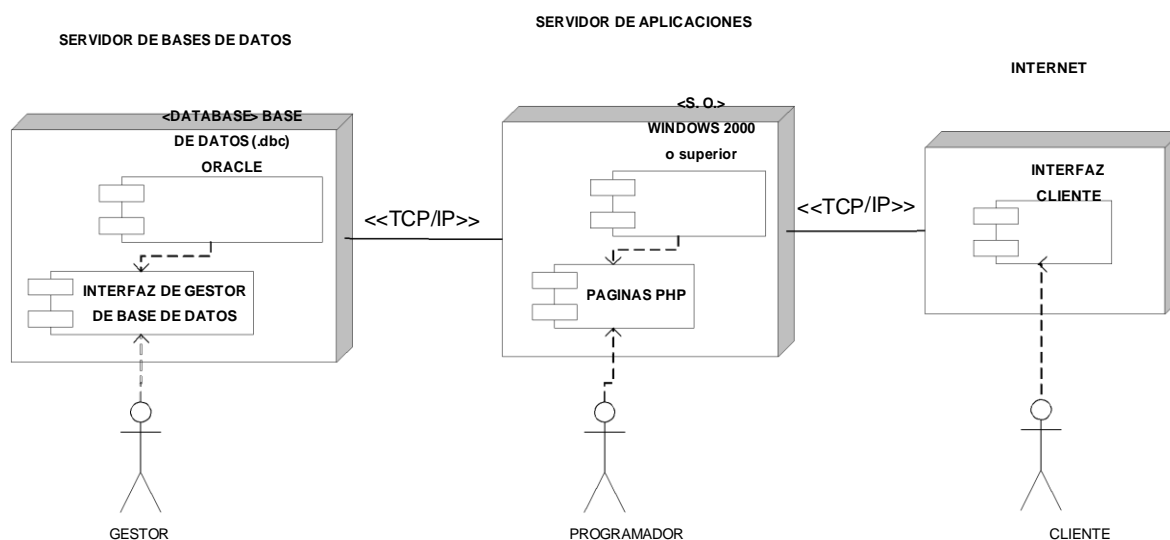 SERVIDOR DE APLICACIONES
SERVIDOR DE BASES DE DATOS
INTERNET
<DATABASE> BASE
DE DATOS (.dbc)
ORACLE
<S. O.>
WINDOWS 2000
o superior
INTERFAZ
CLIENTE
<<TCP/IP>>
<<TCP/IP>>
INTERFAZ DE GESTOR
DE BASE DE DATOS
PAGINAS PHP
GESTOR
PROGRAMADOR
CLIENTE